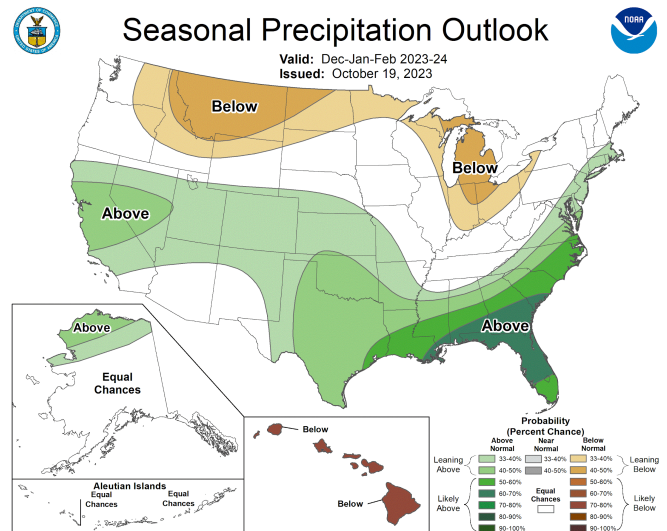 Seasonal Precipitation Outlook
NOAA
Valid: Dec-Jan-Feb 2023-24
Issued: October 19, 2023
Below
Below
Above
Above
Above
Equal
Chances
Aleutian Islands
Equal
Chances
Equal
Chances
Below
Below
Probability
(Percent Chance)
Above
Normal
Near
Normal
Below
Normal
Leaning
Above
33-40%
40-50%
50-60%
60-70%
70-80%
80-90%
90-100%
Likely
Above
33-40%
40-50%
Equal
Chances
33-40%
40-50%
50-60%
60-70%
70-80%
80-90%
90-100%
Leaning
Below
Likely
Below